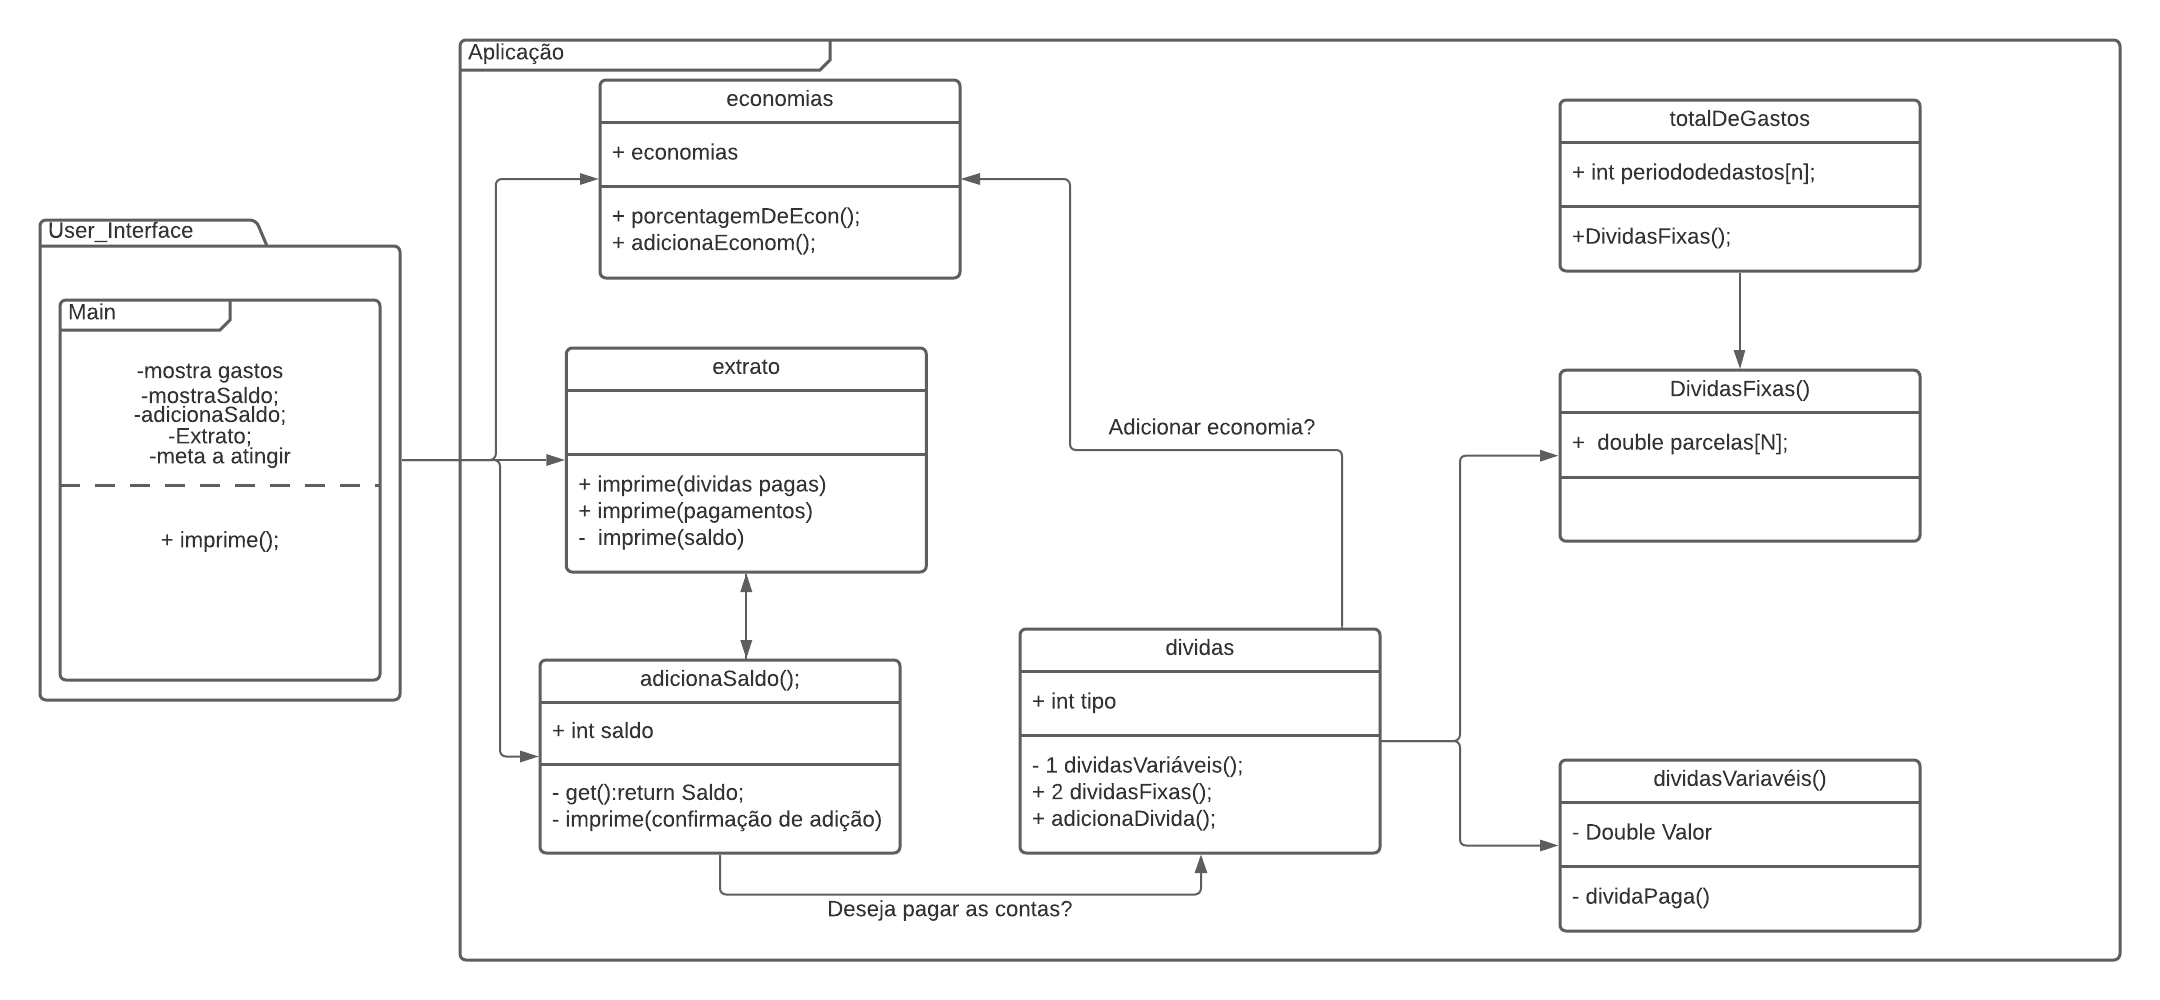 User_Interface
Main
-mostra gastos
-mostraSaldo;
-adicionaSaldo;
-Extrato;
-meta a atingir
+ imprime();
Aplicação
economias
+ economias
+ porcentagemDeEcon();
+ adicionaEconom();
extrato
+ imprime(dividas pagas)
+ imprime(pagamentos)
-  imprime(saldo)
adicionaSaldo();
+ int saldo
- get():return Saldo;
- imprime(confirmação de adição)
Deseja pagar as contas?
Adicionar economia?
dividas
+ int tipo
- 1 dividasVariáveis();
+ 2 dividasFixas();
+ adicionaDivida();
totalDeGastos
+ int periododedastos[n];
+DividasFixas();
DividasFixas()
+  double parcelas[N];
dividasVariavéis()
- Double Valor
- dividaPaga()